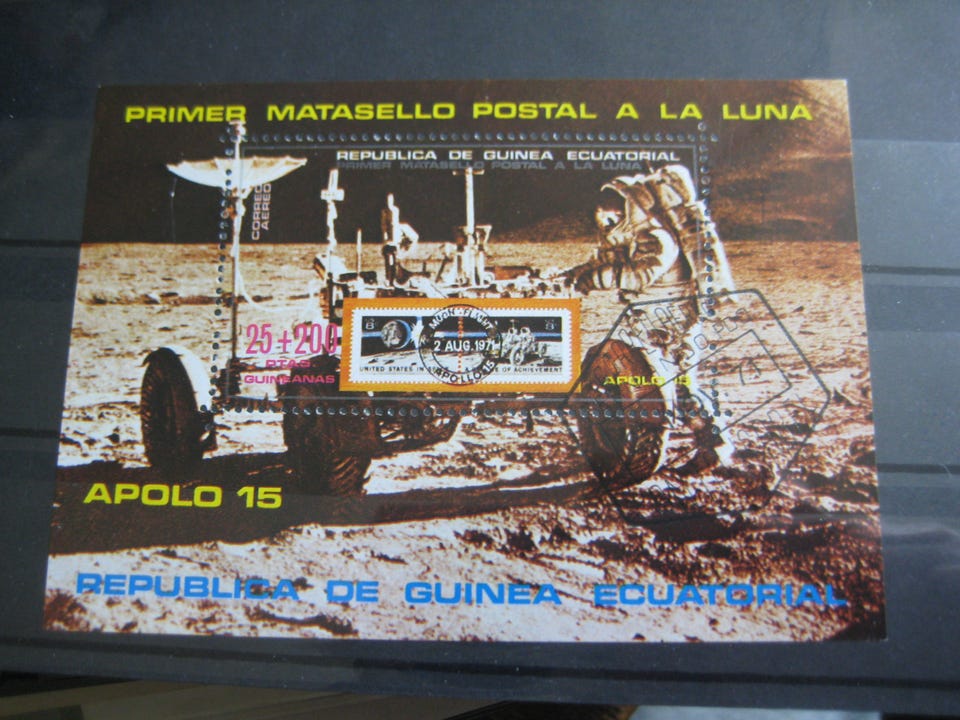 PRIMER MATASELLO POSTAL A LA LUNA
REPUBLICA DE GUINEA ECUATORIAL
PRIMER MATASELLO POSTAL A LA LUNA
CORREO
AEREO
25+200
PTAS
GUINEANAS
8
8
MOON FLIGHT
2 AUG.1971
APOLLO 15
UNITED STATES IN S E OF ACHIEVEMENT
APOLO 15
APOLO 15
REPUBLICA DE GUINEA ECUATORIAL